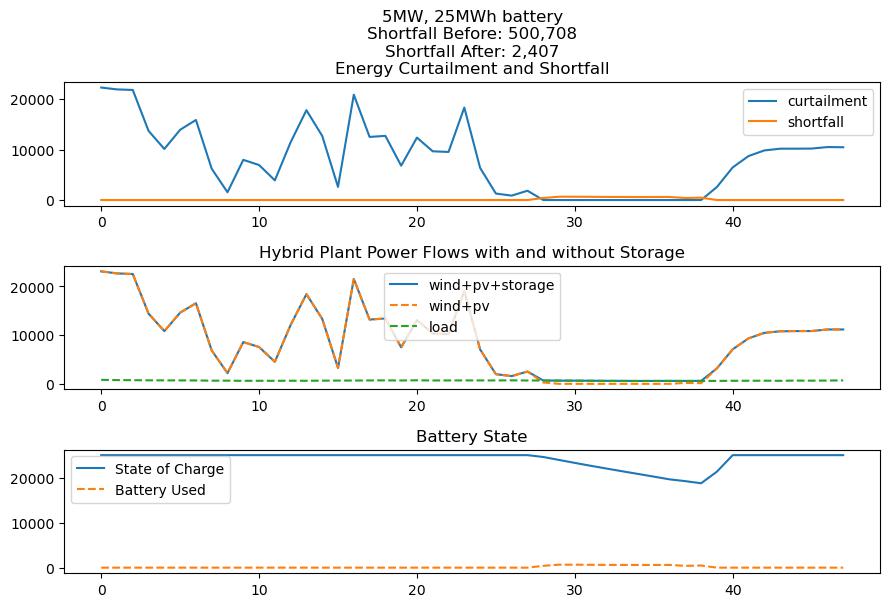 5MW, 25MWh battery
Shortfall Before: 500,708
Shortfall After: 2,407
Energy Curtailment and Shortfall
20000
10000
0
curtailment
shortfall
0 10 20 30 40
Hybrid Plant Power Flows with and without Storage
20000
10000
0
wind+pv+storage
wind+pv
load
0 10 20 30 40
Battery State
20000
10000
0
State of Charge
Battery Used
0 10 20 30 40